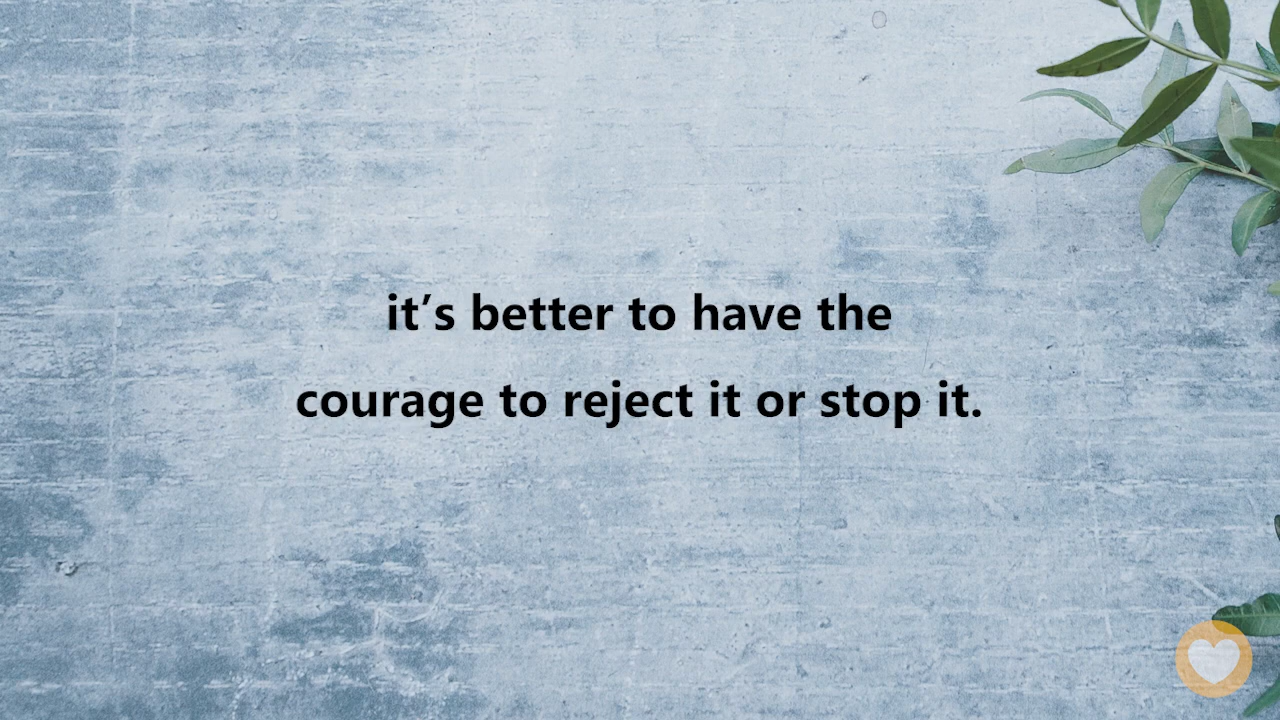 it’s better to have the
courage to reject it or stop it.